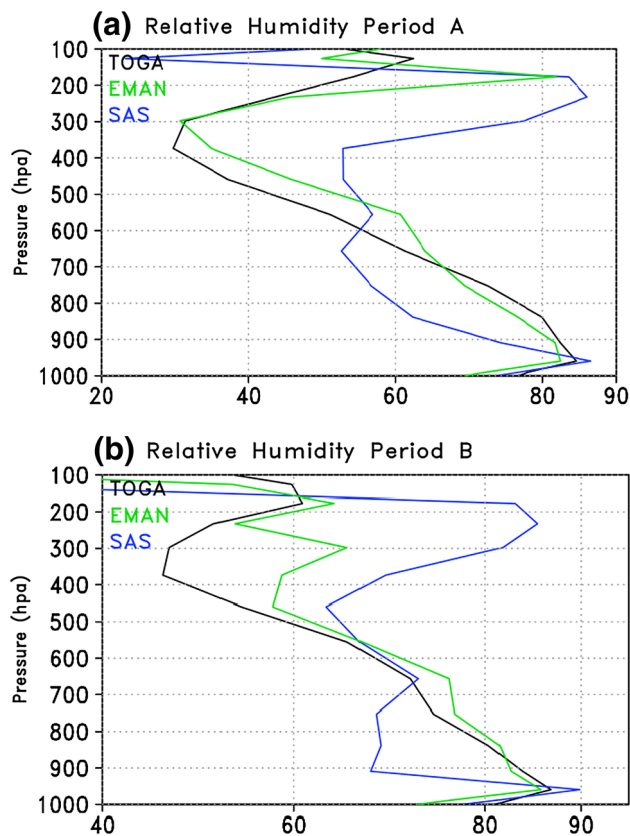 (a) Relative Humidity Period A
100
TOGA
200
EMAN
SAS
300
400
500
600
700
800
900
1000
Pressure (hpa)
20 40 60 80 90
(b) Relative Humidity Period B
100
TOGA
200
EMAN
SAS
300
400
500
600
700
800
900
1000
Pressure (hpa)
40 60 80 90